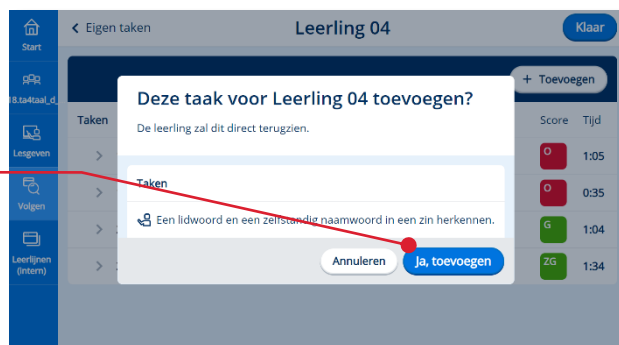 Start
18.ta4taal_d_
Lesgeven
Volgen
Leerlijnen
(Intern)
Eigen taken
Leerling 04
Klaar
+ Toevoegen
Taken
Score
Tijd
O
1:05
O
0:35
G
1:04
ZG
1:34
Deze taak voor Leerling 04 toevoegen?
De leerling zal dit direct terugzien.
Taken
Een lidwoord en een zelfstandig naamwoord in een zin herkennen.
Annuleren
Ja, toevoegen